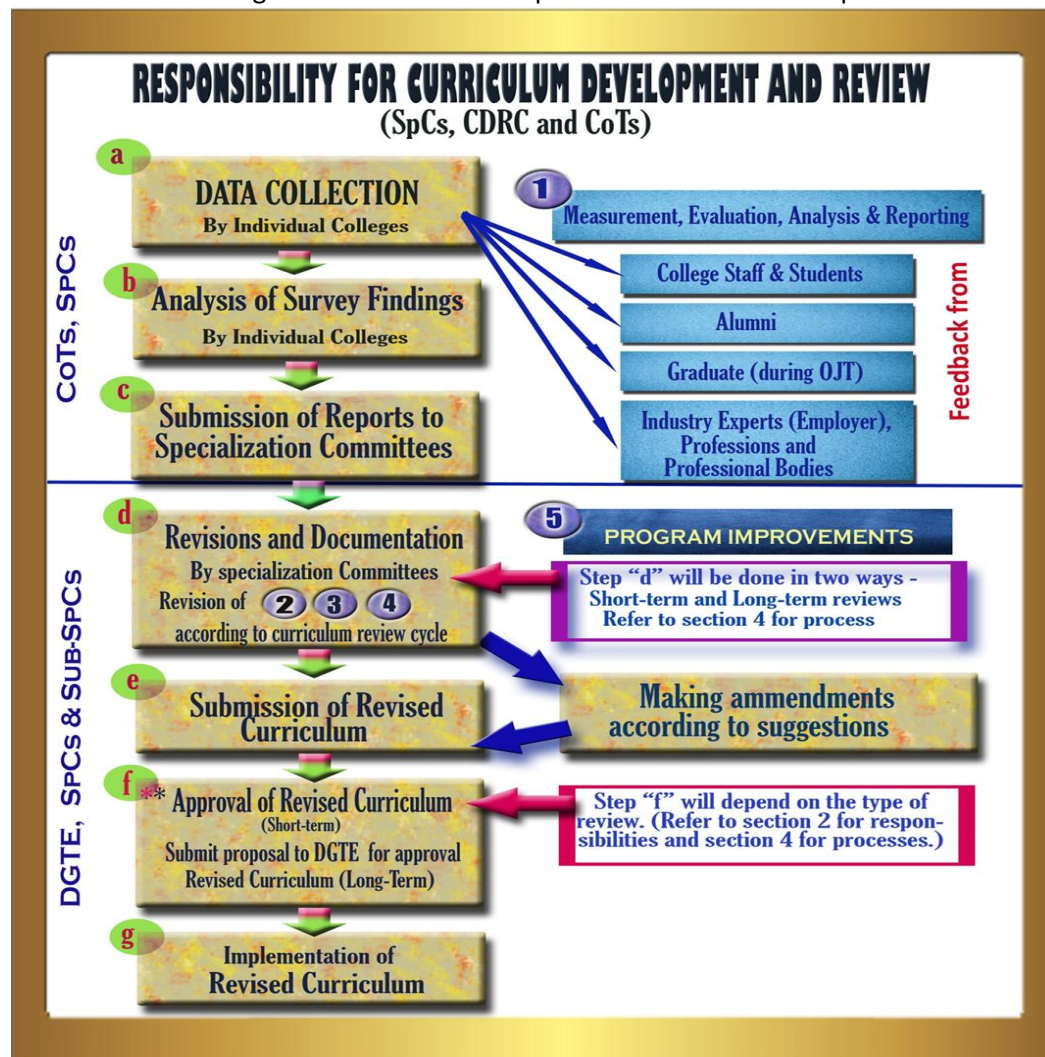 RESPONSIBILITY FOR CURRICULUM DEVELOPMENT AND REVIEW
(SpCs, CDRC and CoTs)
CoTs, SPCs
a
DATA COLLECTION
By Individual Colleges
b
Analysis of Survey Findings
By Individual Colleges
c
Submission of Reports to
Specialization Committees
1
Measurement, Evaluation, Analysis & Reporting
College Staff & Students
Alumni
Graduate (during OJT)
Industry Experts (Employer),
Professions and
Professional Bodies
Feedback from
DGTE, SPCs & SUB-SPCs
d
Revisions and Documentation
By specialization Committees
Revision of 2 3 4
according to curriculum review cycle
5
PROGRAM IMPROVEMENTS
Step "d" will be done in two ways -
Short-term and Long-term reviews
Refer to section 4 for process
e
Submission of Revised
Curriculum
Making ammendments
according to suggestions
f
** Approval of Revised Curriculum
(Short-term)
Submit proposal to DGTE for approval
Revised Curriculum (Long-Term)
Step "f" will depend on the type of
review. (Refer to section 2 for respon-
sibilities and section 4 for processes.)
g
Implementation of
Revised Curriculum